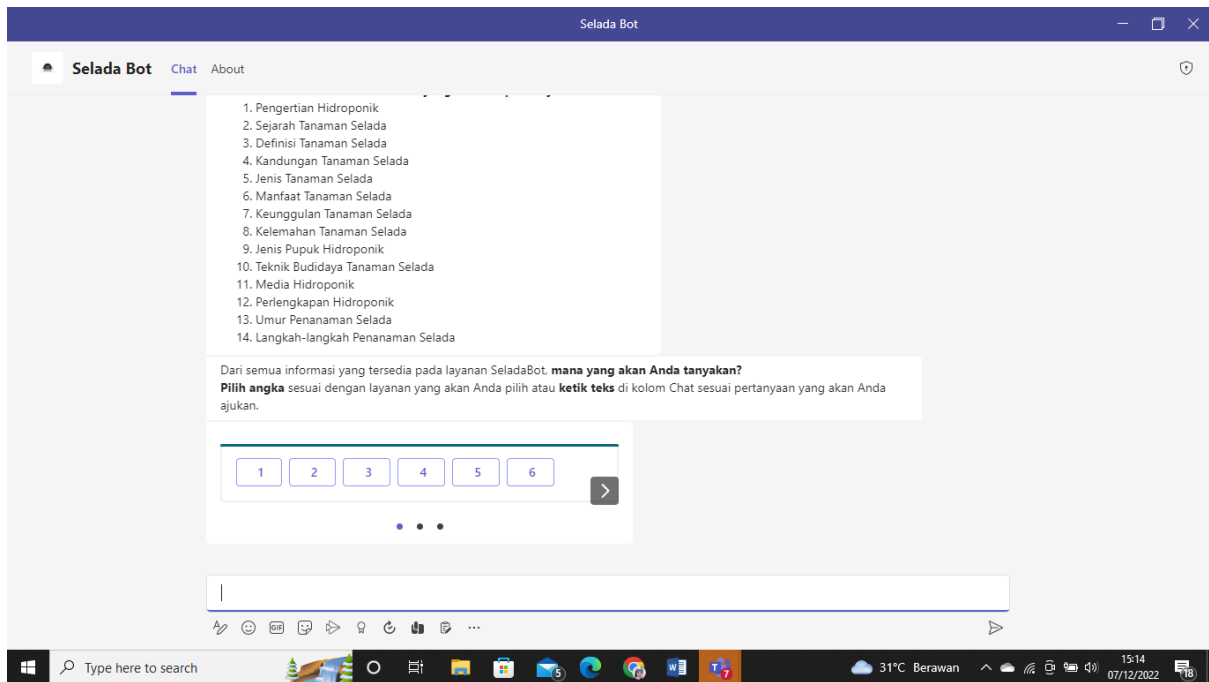 Selada Bot
Selada Bot Chat About
1. Pengertian Hidroponik
2. Sejarah Tanaman Selada
3. Definisi Tanaman Selada
4. Kandungan Tanaman Selada
5. Jenis Tanaman Selada
6. Manfaat Tanaman Selada
7. Keunggulan Tanaman Selada
8. Kelemahan Tanaman Selada
9. Jenis Pupuk Hidroponik
10. Teknik Budidaya Tanaman Selada
11. Media Hidroponik
12. Perlengkapan Hidroponik
13. Umur Penanaman Selada
14. Langkah-langkah Penanaman Selada
Dari semua informasi yang tersedia pada layanan SeladaBot, mana yang akan Anda tanyakan?
Pilih angka sesuai dengan layanan yang akan Anda pilih atau ketik teks di kolom Chat sesuai pertanyaan yang akan Anda
ajukan.
1 2 3 4 5 6
GIF
Type here to search 5 7 31°C Berawan 15:14 18
07/12/2022